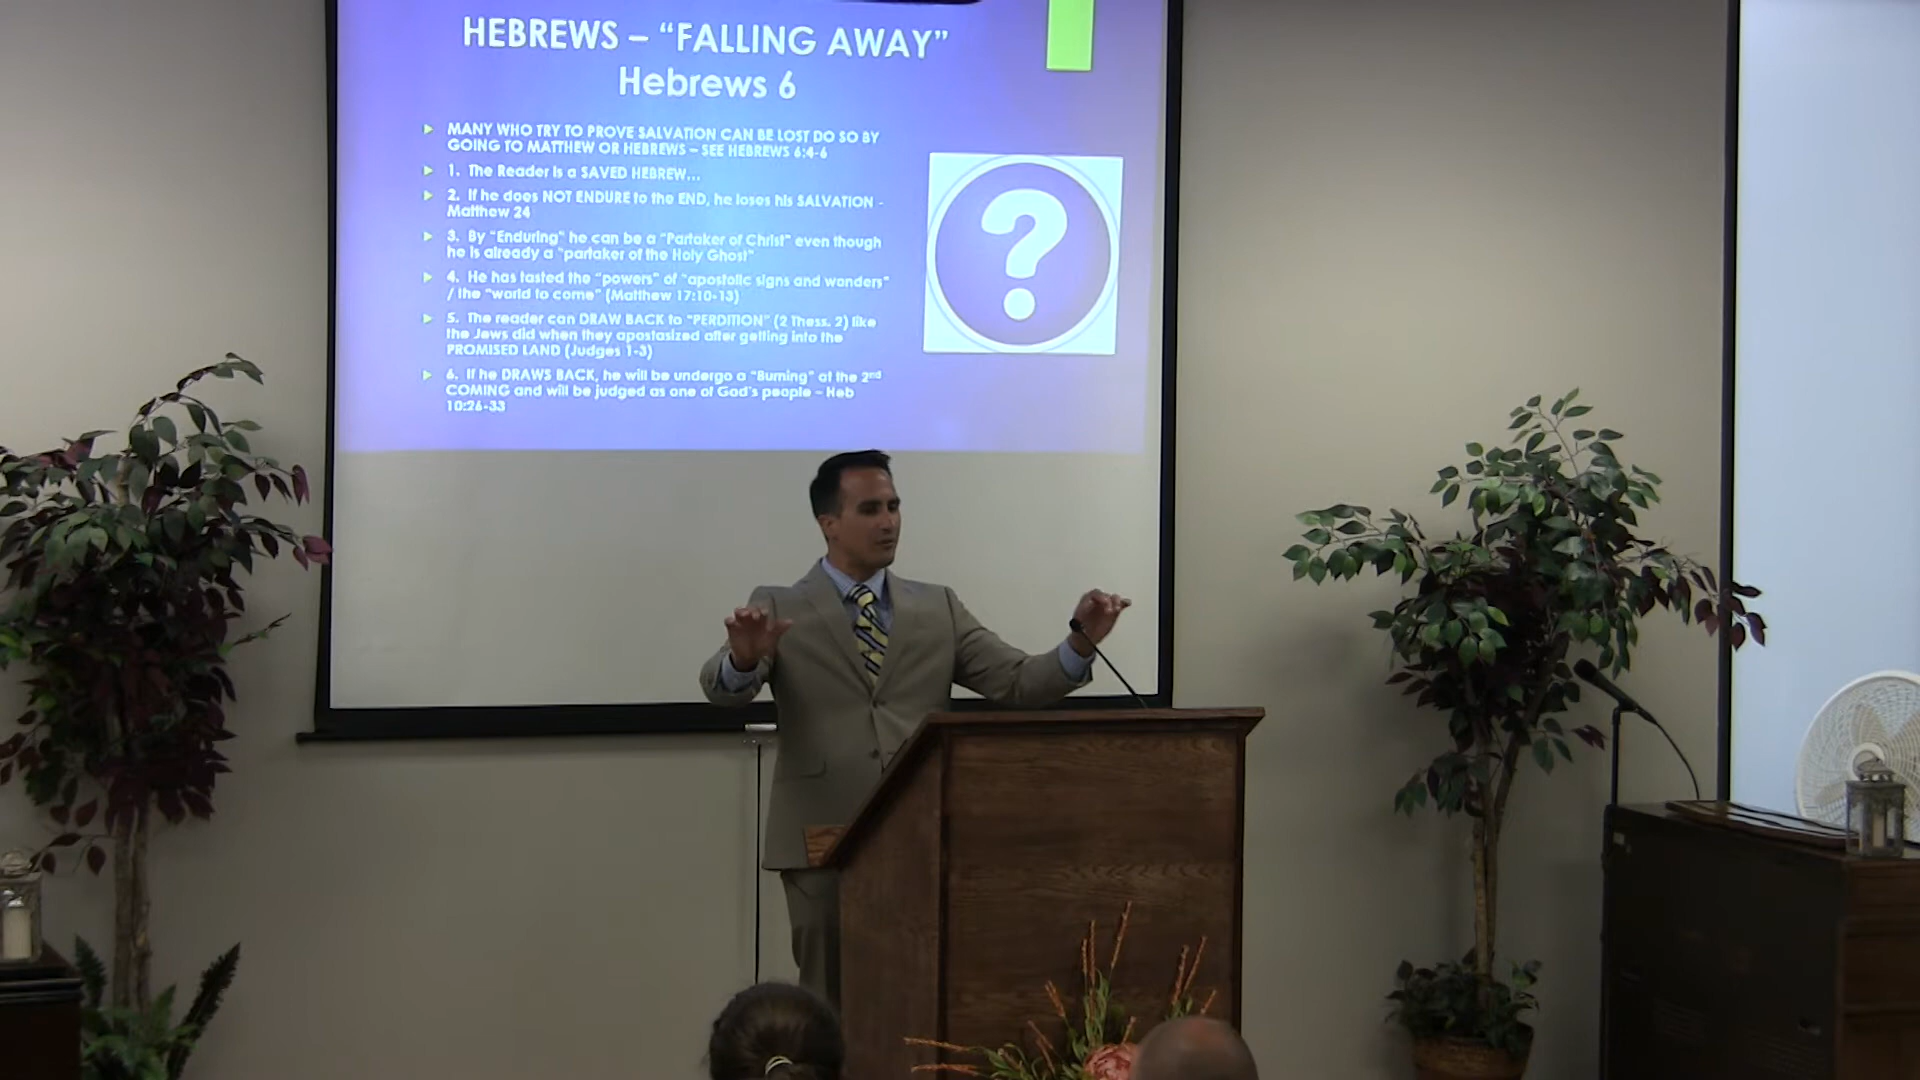 HEBREWS – “FALLING AWAY”
Hebrews 6
MANY WHO TRY TO PROVE SALVATION CAN BE LOST DO SO BY
GOING TO MATTHEW OR HEBREWS – SEE HEBREWS 6:4-6
1. The Reader is a SAVED HEBREW...
2. If he does NOT ENDURE to the END, he loses his SALVATION -
Matthew 24
3. By “Enduring” he can be a “Partaker of Christ” even though
he is already a “partaker of the Holy Ghost”
4. He has tasted the “powers” of “apostolic signs and wonders”
/ the “world to come” (Matthew 17:10-13)
5. The reader can DRAW BACK to “PERDITION” (2 Thess. 2) like
the Jews did when they apostasized after getting into the
PROMISED LAND (Judges 1-3)
6. If he DRAWS BACK, he will be undergo a “Burning” at the 2nd
COMING and will be judged as one of God’s people – Heb
10:26-33
?